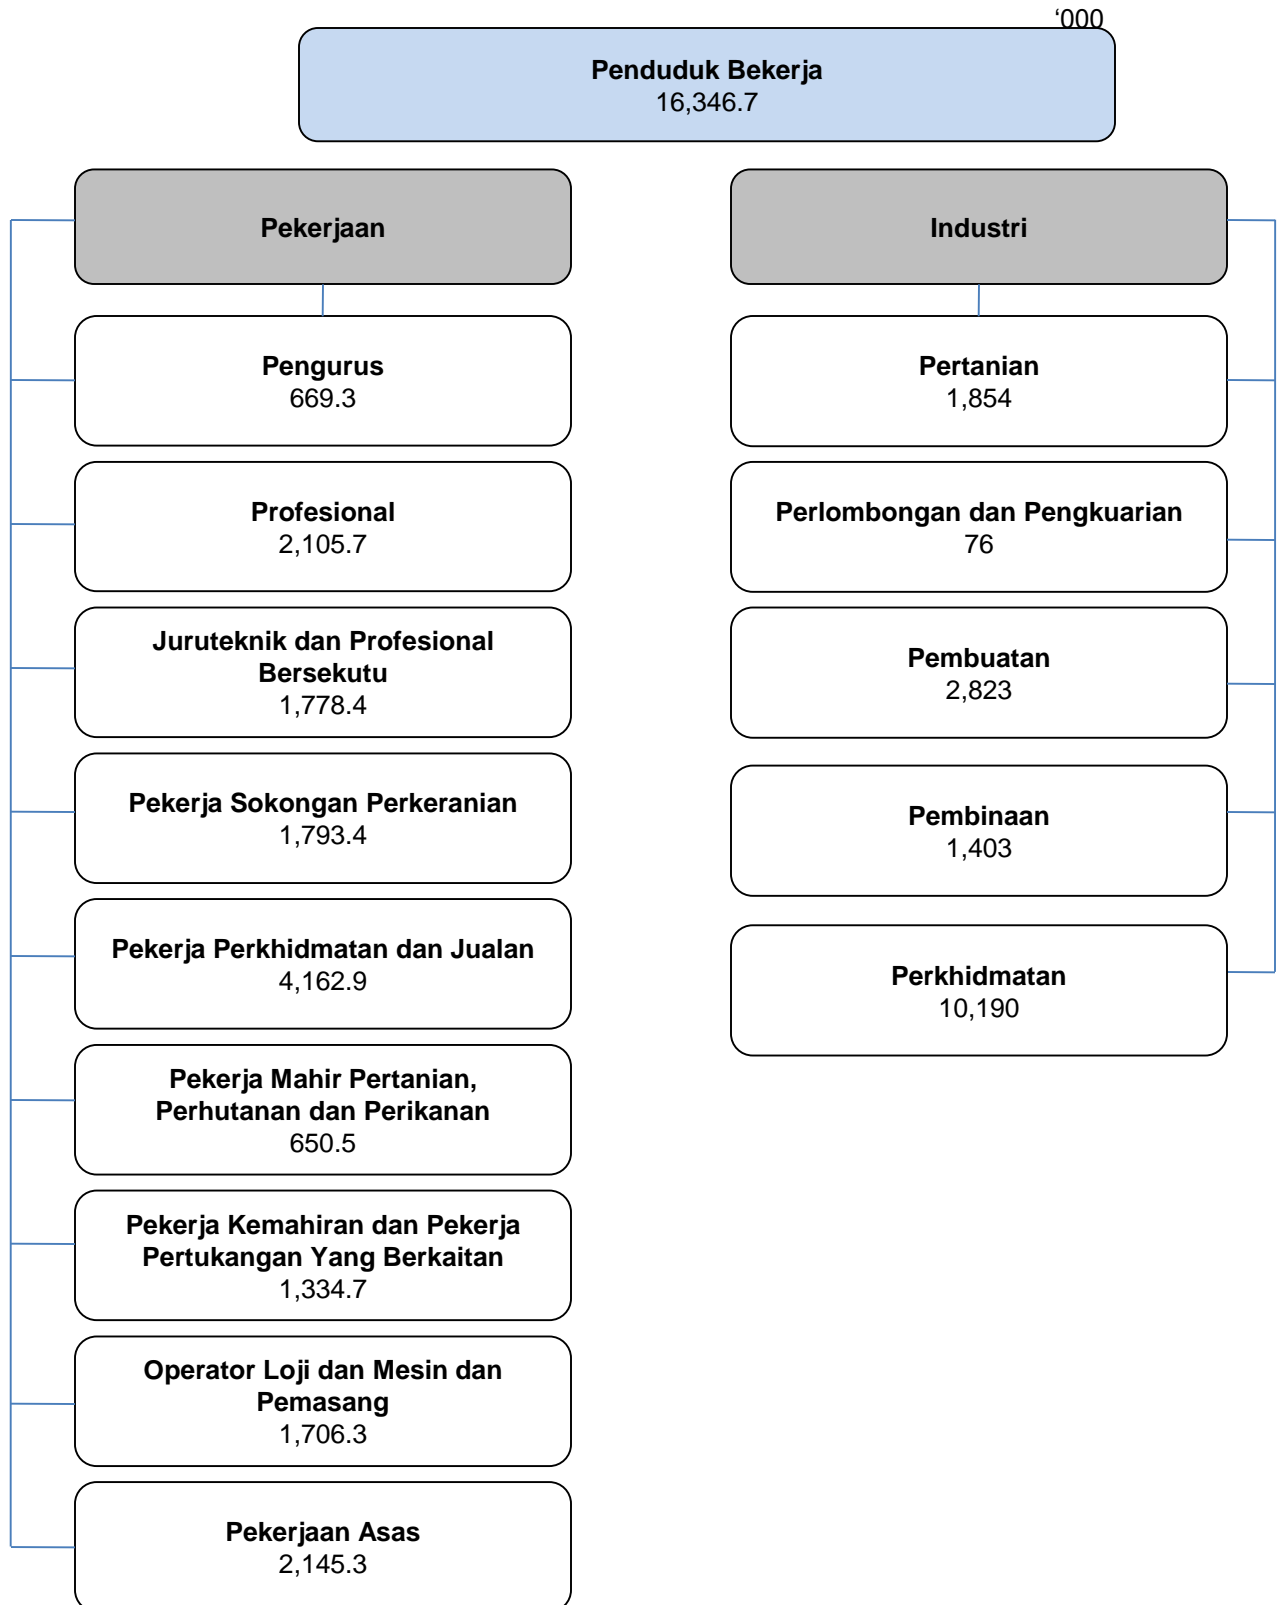 ‘000
Penduduk Bekerja
16,346.7
Pekerjaan
Pengurus
669.3
Profesional
2,105.7
Juruteknik dan Profesional
Bersekutu
1,778.4
Pekerja Sokongan Perkeranian
1,793.4
Pekerja Perkhidmatan dan Jualan
4,162.9
Pekerja Mahir Pertanian,
Perhutanan dan Perikanan
650.5
Pekerja Kemahiran dan Pekerja
Pertukangan Yang Berkaitan
1,334.7
Operator Loji dan Mesin dan
Pemasang
1,706.3
Pekerjaan Asas
2,145.3
Industri
Pertanian
1,854
Perlombongan dan Pengkuarian
76
Pembuatan
2,823
Pembinaan
1,403
Perkhidmatan
10,190